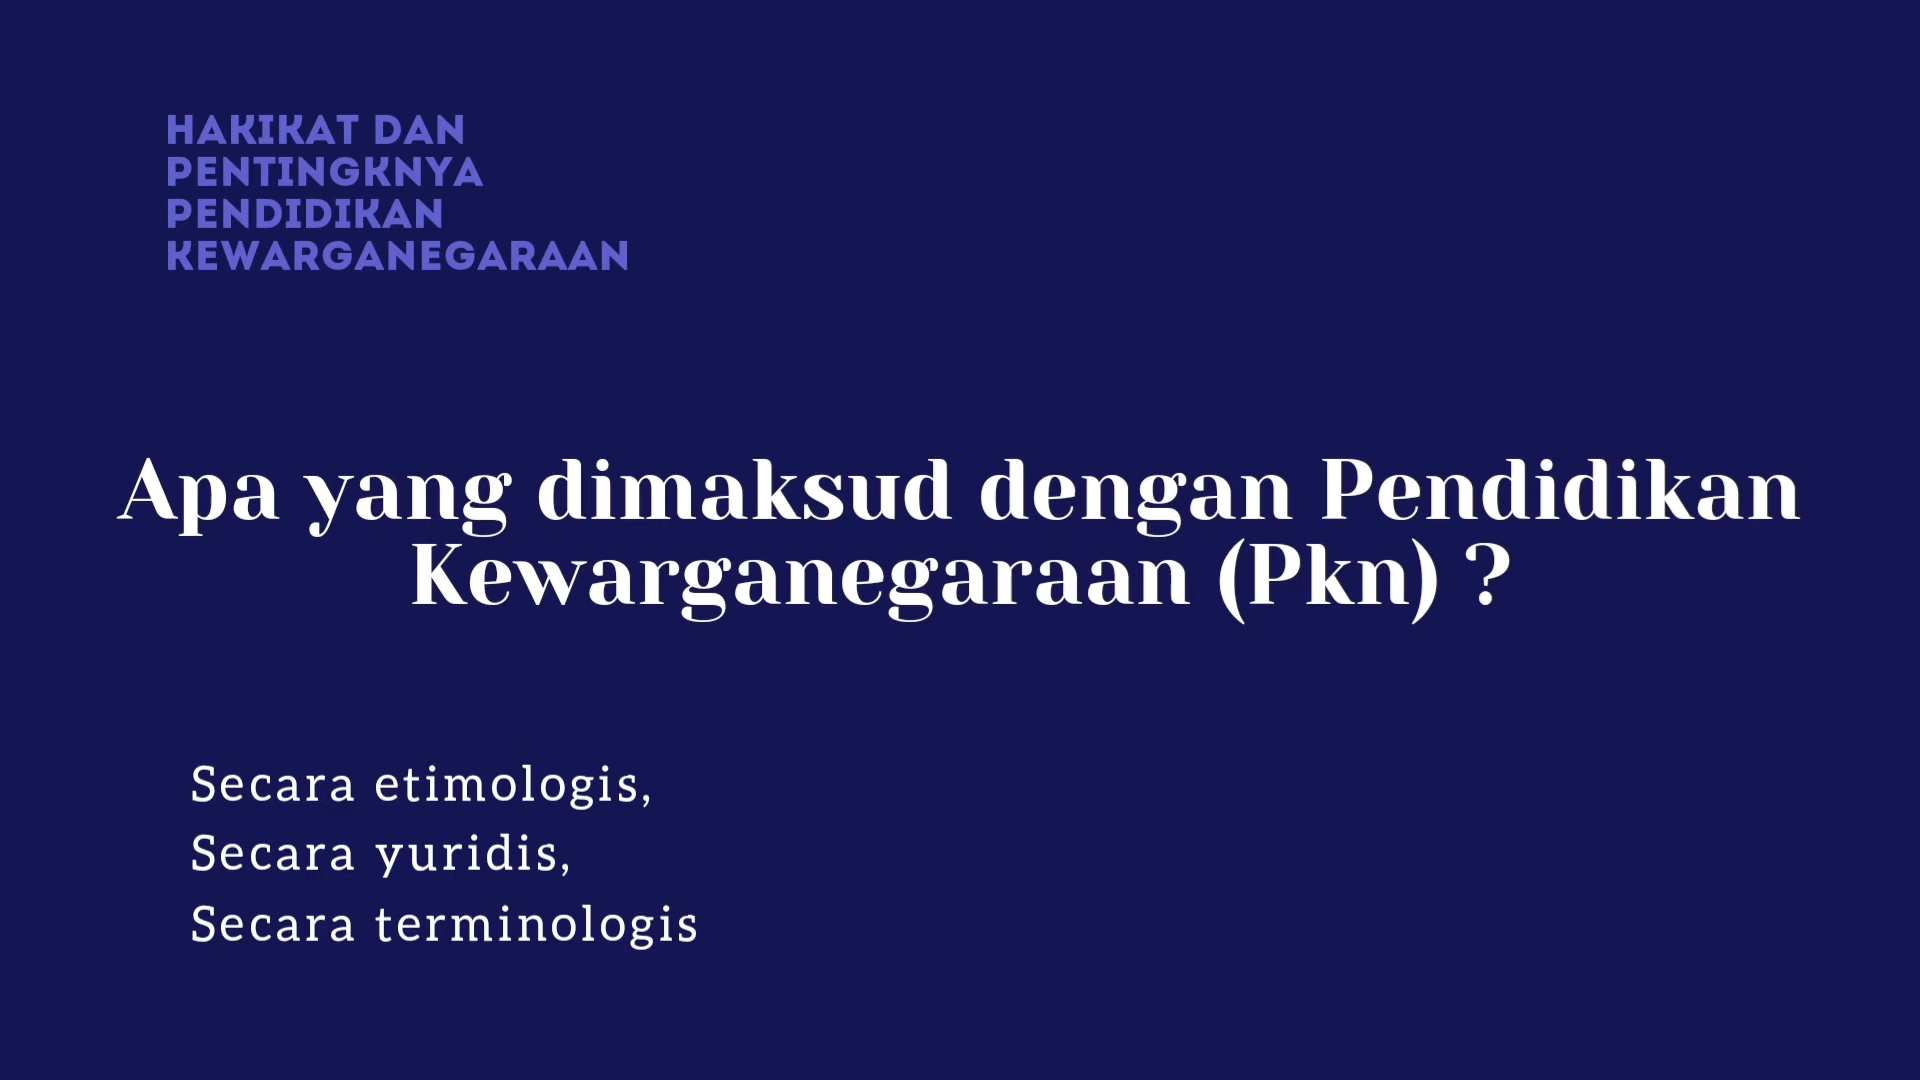 HAKIKAT DAN
PENTINGKNYA
PENDIDIKAN
KEWARGANEGARAAN
Apa yang dimaksud dengan Pendidikan
Kewarganegaraan (Pkn) ?
Secara etimologis,
Secara yuridis,
Secara terminologis